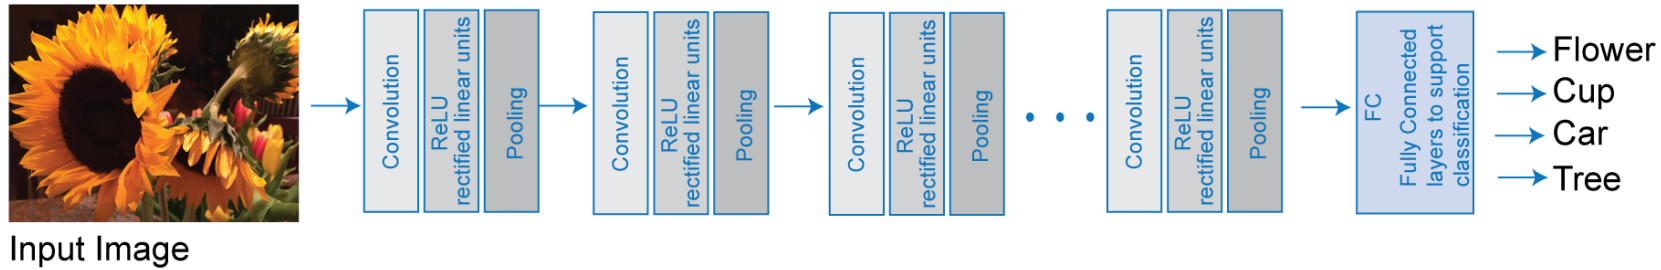 Convolution
ReLU
rectified linear units
Pooling
Convolution
ReLU
rectified linear units
Pooling
Convolution
ReLU
rectified linear units
Pooling
Convolution
ReLU
rectified linear units
Pooling
FC
Fully Connected
layers to support
classification
Flower
Cup
Car
Tree
Input Image